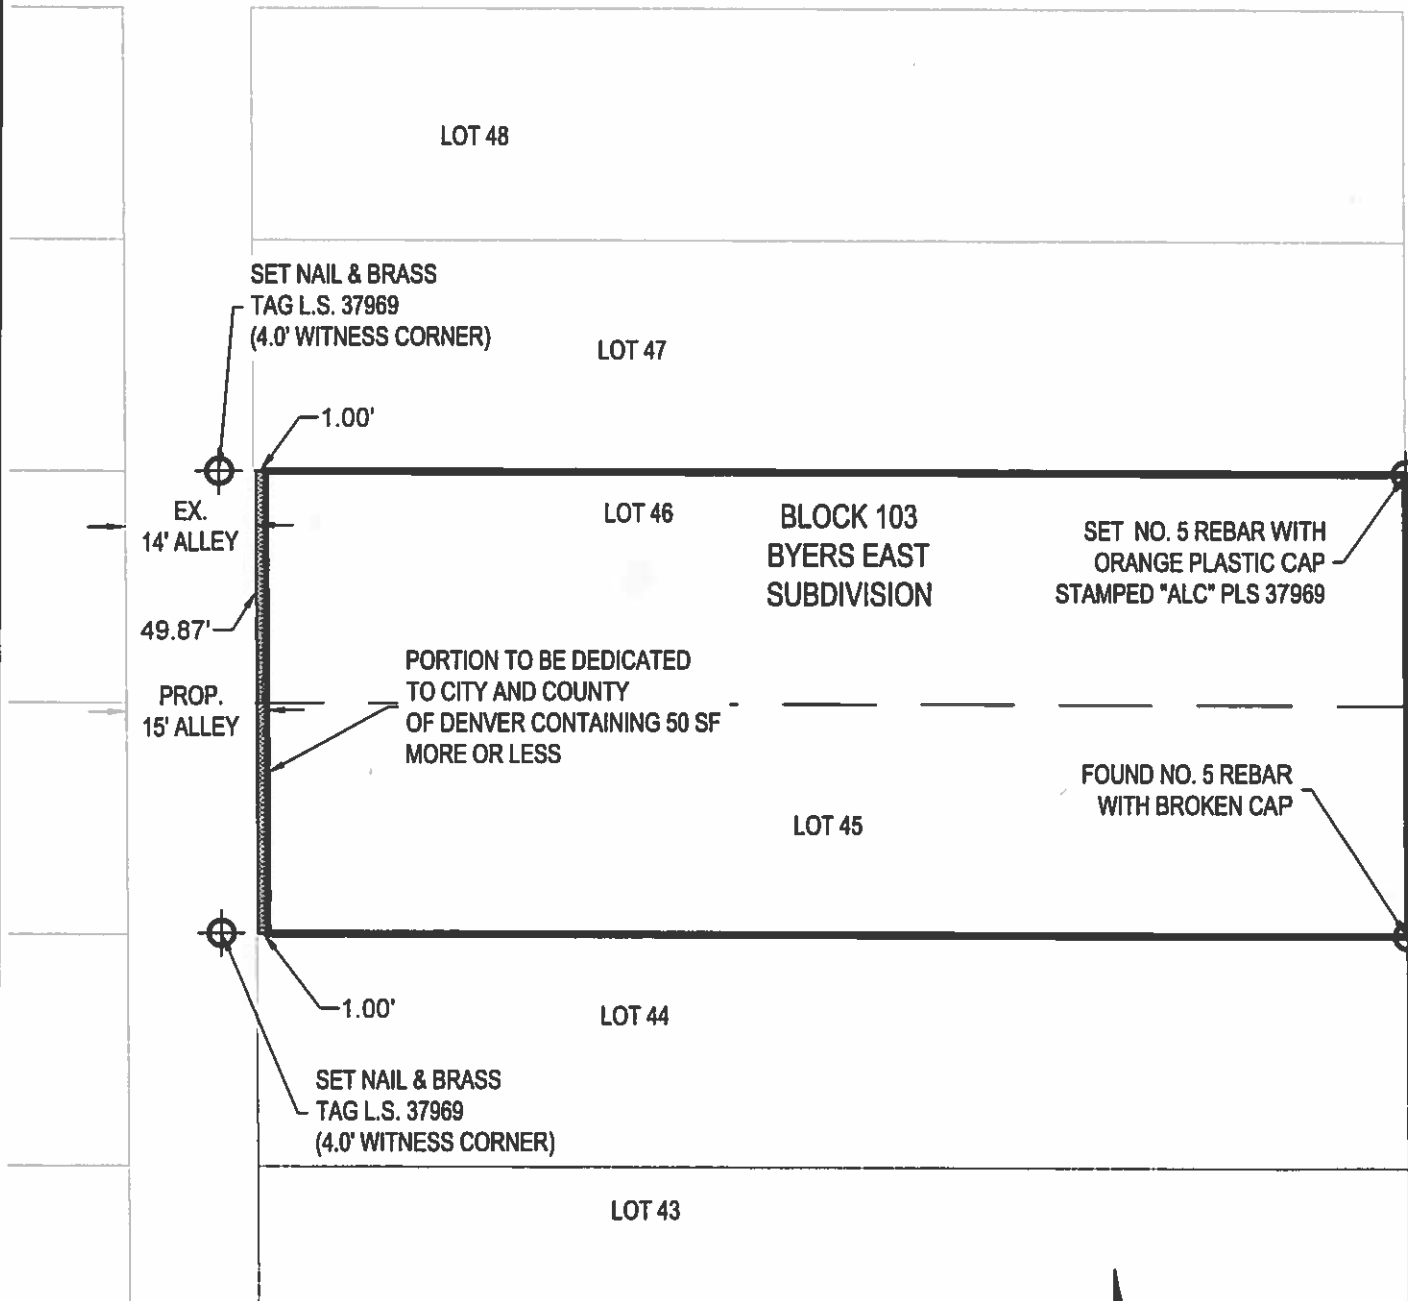 LOT 48
SET NAIL & BRASS
TAG L.S. 37969
(4.0' WITNESS CORNER)
LOT 47
1.00'
EX.
14' ALLEY
LOT 46
BLOCK 103
BYERS EAST
SUBDIVISION
SET NO. 5 REBAR WITH
ORANGE PLASTIC CAP
STAMPED "ALC" PLS 37969
49.87'
PROP.
15' ALLEY
PORTION TO BE DEDICATED
TO CITY AND COUNTY
OF DENVER CONTAINING 50 SF
MORE OR LESS
FOUND NO. 5 REBAR
WITH BROKEN CAP
LOT 45
1.00'
LOT 44
SET NAIL & BRASS
TAG L.S. 37969
(4.0' WITNESS CORNER)
LOT 43